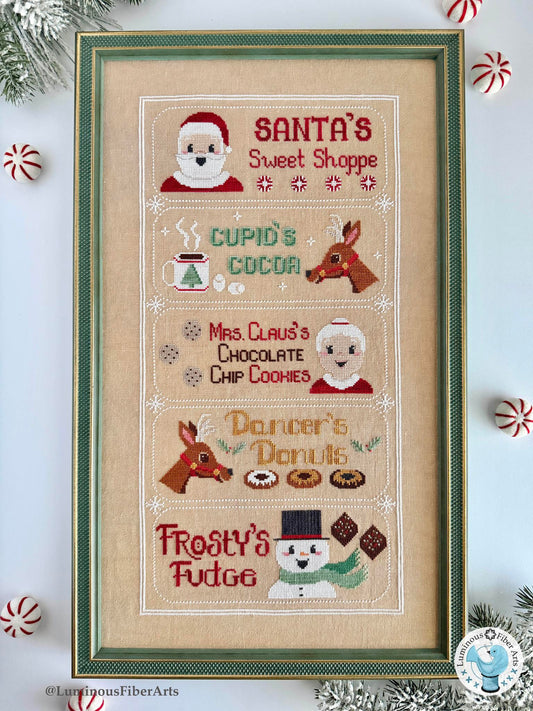 SANTA'S
Sweet Shoppe
CUPID'S
COCOA
MRS. CLAUS'S
CHOCOLATE
CHIP COOKIES
Dancer's
Donuts
FROSTY'S
FUDGE
@LUMINOUSFIBERARTS
Luminous Fiber Arts